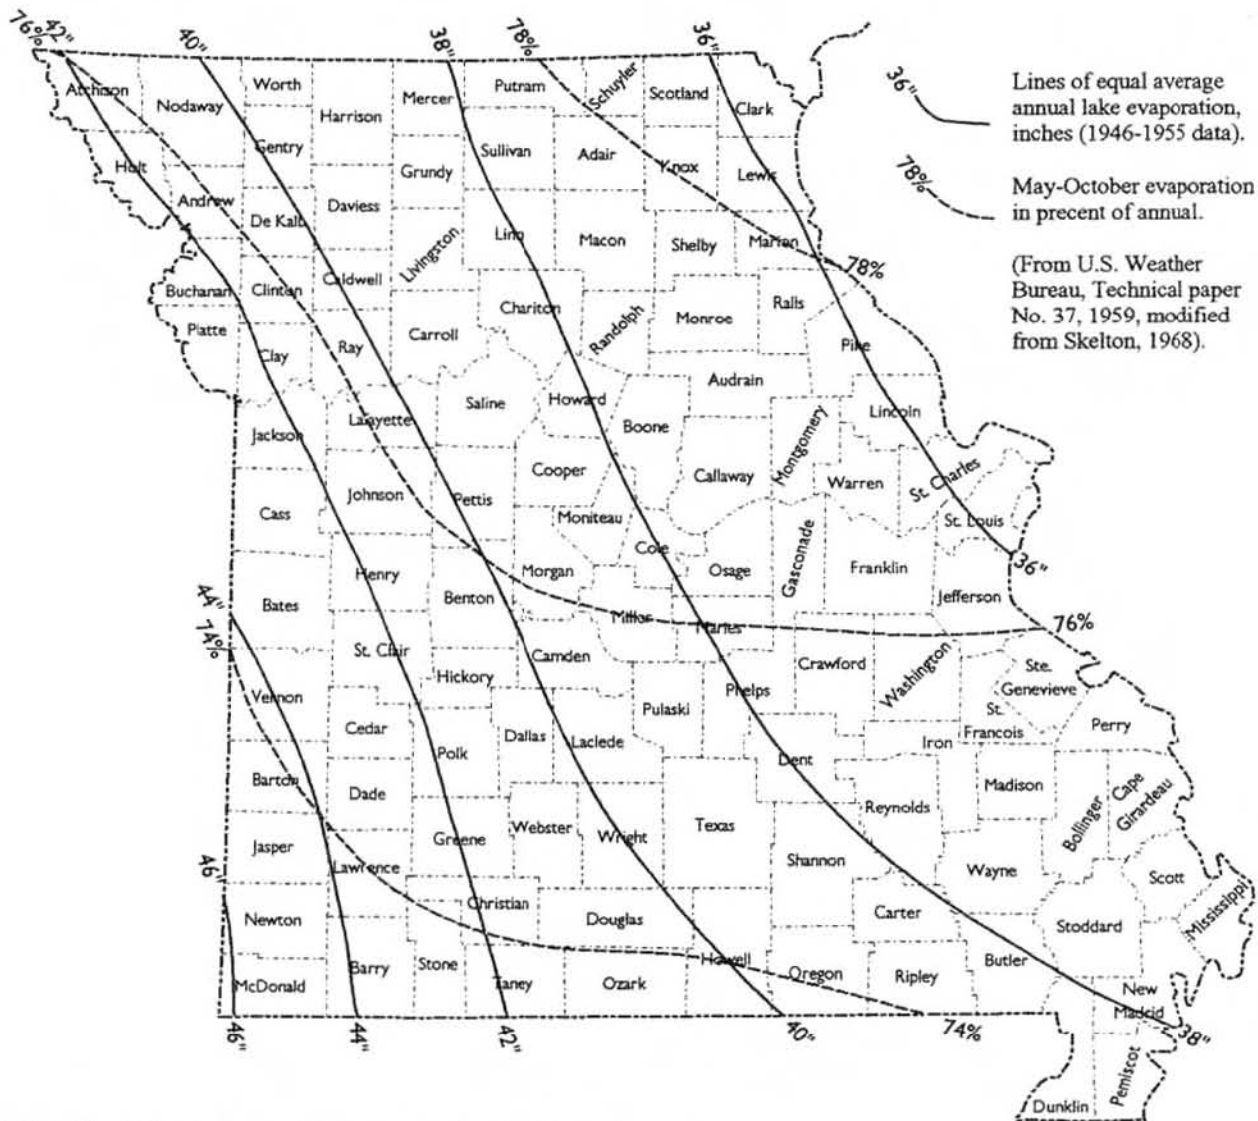 76%
42"
40"
38"
78%
36"
Atchison
Nodaway
Worth
Harrison
Mercer
Putram
Schuyler
Scotland
Clark
Holt
Gentry
Grundy
Sullivan
Adair
Knox
Lewis
Andrew
De Kalb
Daviess
Livingston
Linn
Macon
Shelby
Marion
78%
Buchanan
Clinton
Caldwell
Chariton
Randolph
Monroe
Ralls
Platte
Clay
Ray
Carroll
Pike
Audrain
Jackson
Lafayette
Saline
Howard
Boone
Lincoln
Cooper
Callaway
Montgomery
Warren
St. Charles
Cass
Johnson
Pettis
Moniteau
St. Louis
Cole
Osage
Gasconade
Franklin
36"
Henry
Morgan
Bates
Benton
Miller
Maries
Jefferson
76%
44"
74%
St. Clair
Camden
Crawford
Washington
Ste.
Genevieve
Vernon
Hickory
Pulaski
Phelps
St.
Francois
Perry
Cedar
Polk
Dallas
Laclede
Dent
Iron
Barton
Dade
Madison
Bollinger
Cape
Girardeau
Jasper
Greene
Webster
Wright
Texas
Reynolds
Shannon
Wayne
Scott
Mississippi
46"
Lawrence
Christian
Douglas
Carter
Newton
Stoddard
McDonald
Barry
Stone
Taney
Ozark
Howell
Oregon
Ripley
Butler
New
Madrid
46"
44"
42"
40"
74%
38"
Dunklin
Pemiscot
36"
Lines of equal average
annual lake evaporation,
inches (1946-1955 data).
78%
May-October evaporation
in precent of annual.
(From U.S. Weather
Bureau, Technical paper
No. 37, 1959, modified
from Skelton, 1968).